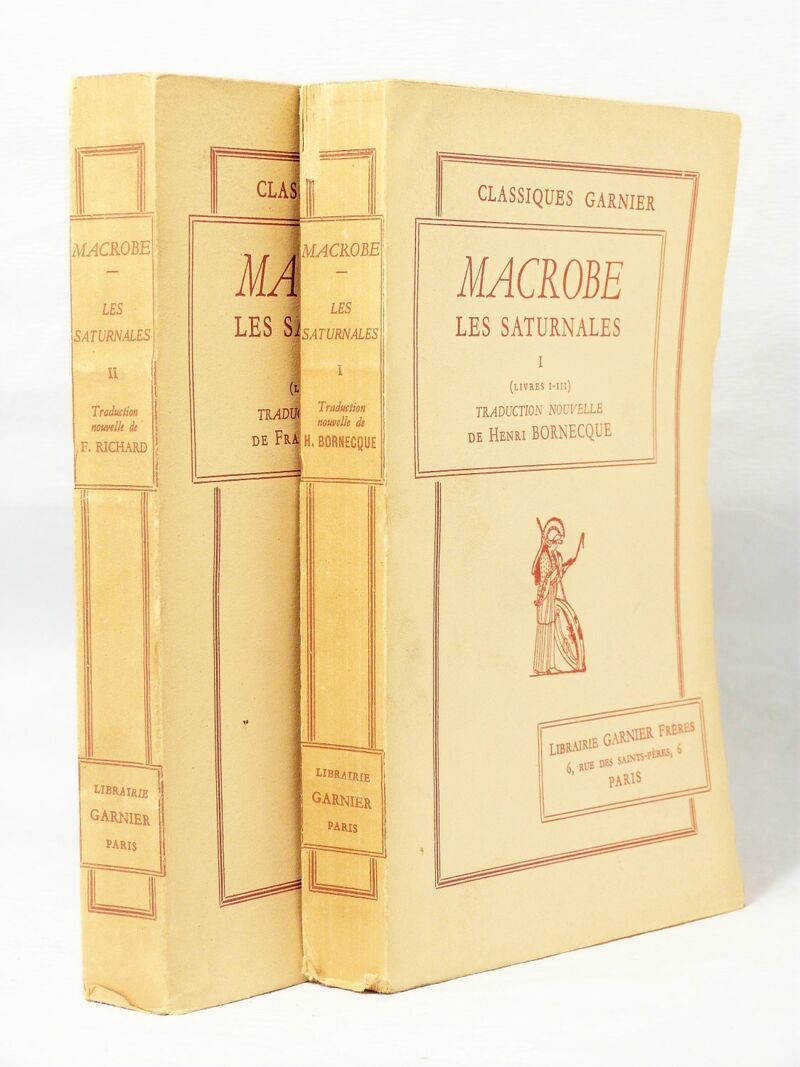 MACROBE
LES
SATURNALES
II
Traduction
nouvelle de
F. RICHARD
LIBRAIRIE
GARNIER
PARIS
MACROBE
LES
SATURNALES
I
Traduction
nouvelle de
H. BORNECQUE
LIBRAIRIE
GARNIER
PARIS
CLASSIQUES GARNIER
MACROBE
LES SATURNALES
I
(LIVRES I-III)
TRADUCTION NOUVELLE
DE HENRI BORNECQUE
LIBRAIRIE GARNIER FRÈRES
6, RUE DES SAINTS-PÈRES, 6
PARIS